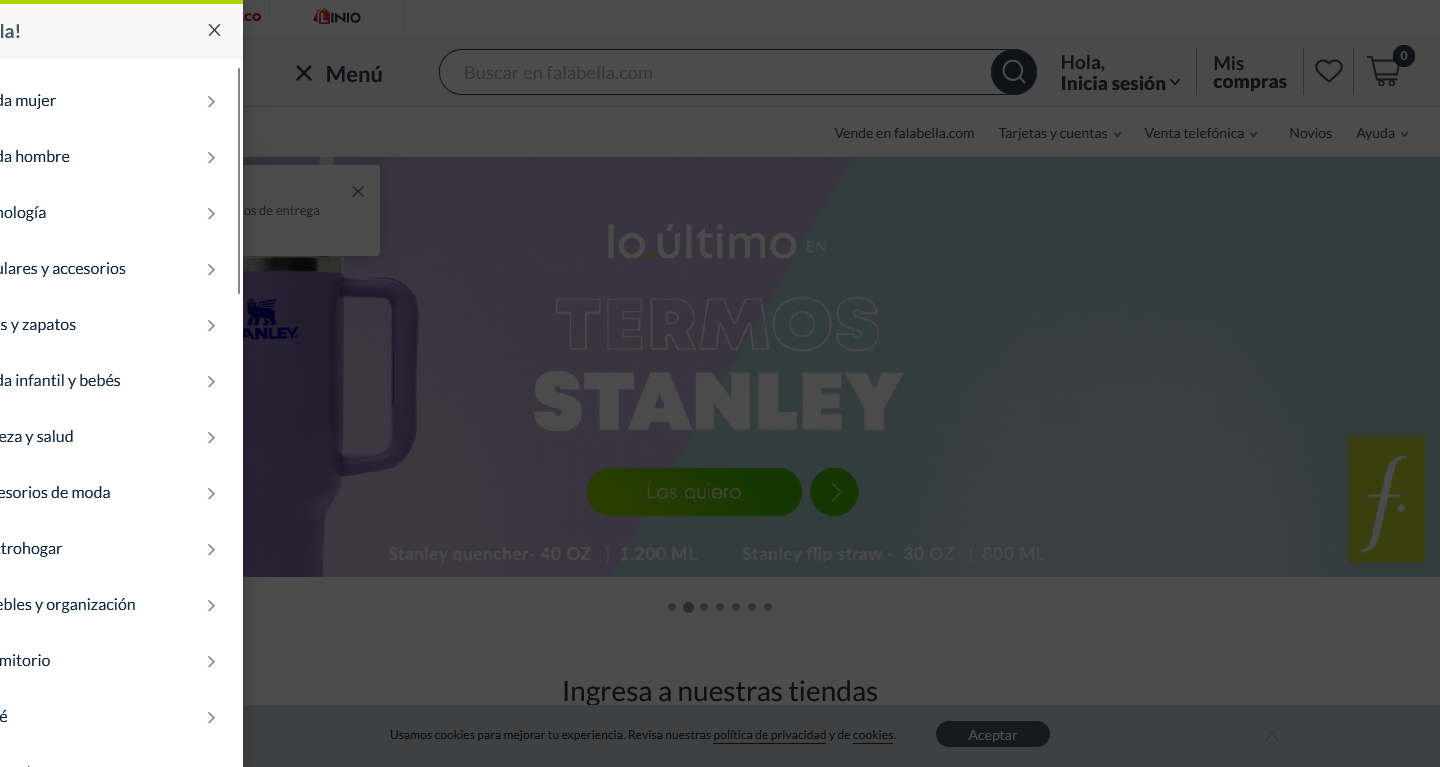 .co
LINIO
la!
Menú
Buscar en falabella.com
Hola,
Inicia sesión
Mis
compras
0
Vende en falabella.com
Tarjetas y cuentas
Venta telefónica
Novios
Ayuda
da mujer
da hombre
nología
ulares y accesorios
s y zapatos
da infantil y bebés
eza y salud
esorios de moda
trohogar
ebles y organización
mitorio
é
os de entrega
lo último EN
TERMOS
STANLEY
ANLEY
Los quiero
Stanley quencher- 40 OZ | 1.200 ML
Stanley flip straw - 30 OZ | 800 ML
f.
Ingresa a nuestras tiendas
Usamos cookies para mejorar tu experiencia. Revisa nuestras política de privacidad y de cookies.
Aceptar